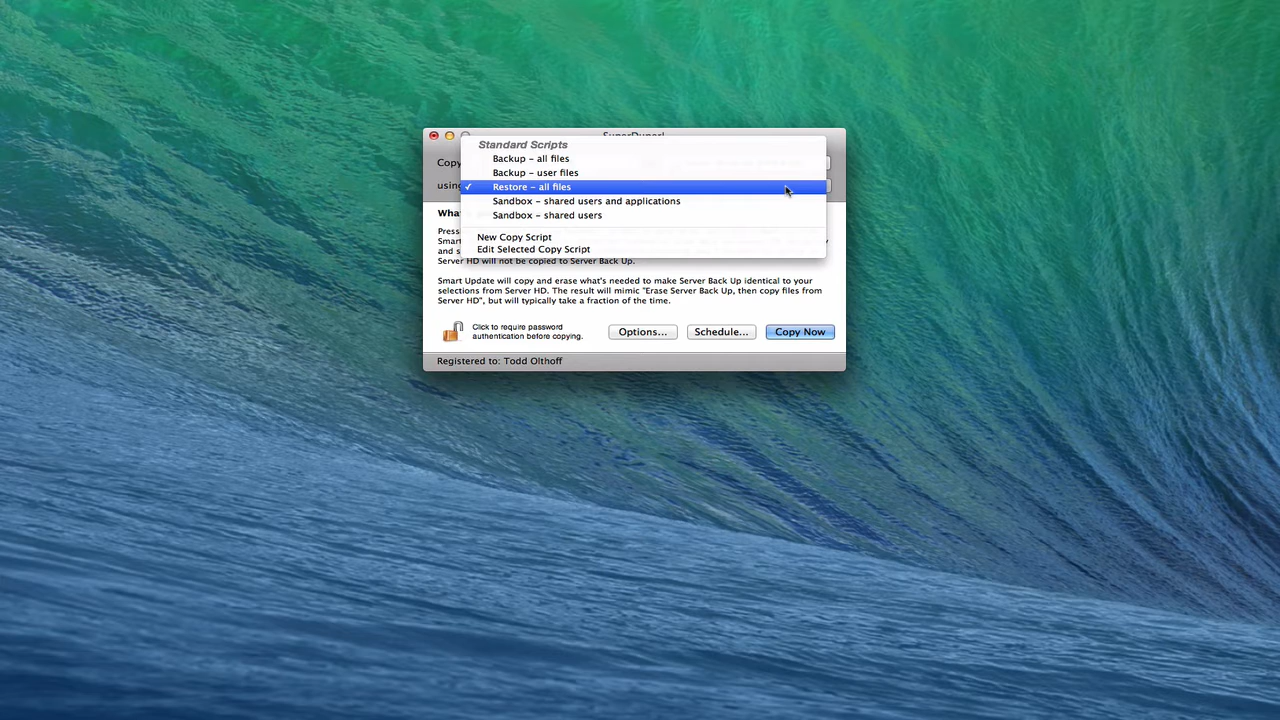 SuperDuper!
Standard Scripts
Copy
Backup – all files
Backup – user files
using
✓ Restore – all files
Sandbox – shared users and applications
Sandbox – shared users
New Copy Script
Edit Selected Copy Script
Server HD will not be copied to Server Back Up.
Smart Update will copy and erase what's needed to make Server Back Up identical to your
selections from Server HD. The result will mimic "Erase Server Back Up, then copy files from
Server HD", but will typically take a fraction of the time.
Click to require password
authentication before copying.
Options...
Schedule...
Copy Now
Registered to: Todd Olthoff